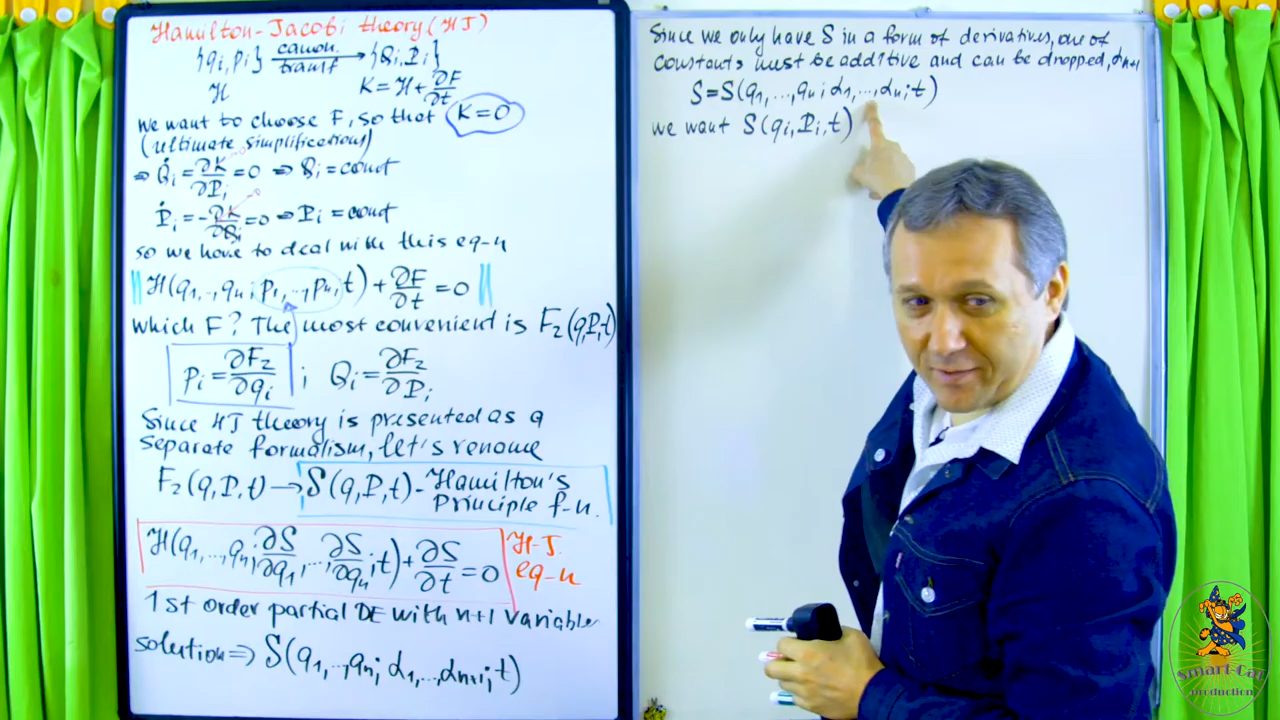 Hamilton-Jacobi theory (HJ)
{qi, pi} canon. transf → {Qi, Pi}
H K = H + ∂F/∂t
we want to choose F, so that K=0
(ultimate simplification)
⇒ Q̇i = ∂K/∂Pi = 0 ⇒ Qi = const
Ṗi = -∂K/∂Qi = 0 ⇒ Pi = const
so we have to deal with this eq-n
H(q1,..,qn; p1,..,pn, t) + ∂F/∂t = 0
which F? The most convenient is F2(q,P,t)
pi = ∂F2/∂qi ; Qi = ∂F2/∂Pi
Since HJ theory is presented as a
separate formalism, let's rename
F2(q,P,t) → S(q,P,t) - Hamilton's
Principle f-n.
H(q1,...,qn; ∂S/∂q1,...,∂S/∂qn; t) + ∂S/∂t = 0 H-J.
eq-n
1st order partial DE with n+1 variable
solution ⇒ S(q1,...,qn; α1,...,αn+1; t)
Since we only have S in a form of derivatives, one of
constants must be additive and can be dropped, αn+1
S=S(q1,...,qn; α1,...,αn; t)
we want S(qi, Pi, t)
Smart-Cat
production